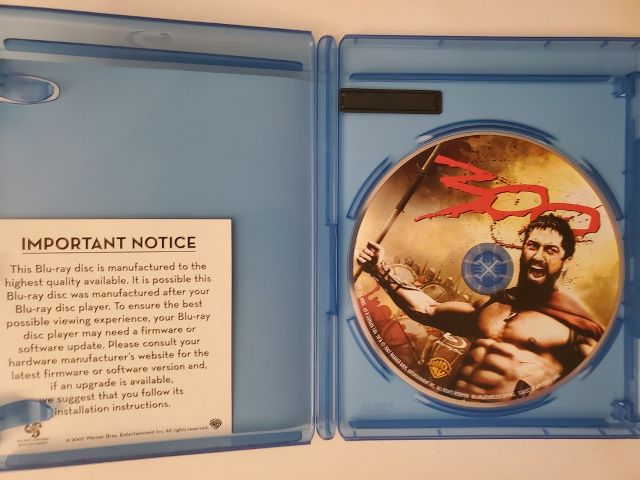 IMPORTANT NOTICE
This Blu-ray disc is manufactured to the
highest quality available. It is possible this
Blu-ray disc was manufactured after your
Blu-ray disc player. To ensure the best
possible viewing experience, your Blu-ray
disc player may need a firmware or
software update. Please consult your
hardware manufacturer's website for the
latest firmware or software version and,
if an upgrade is available,
we suggest that you follow its
installation instructions.
© 2007 Warner Bros. Entertainment Inc. All rights reserved.
300
WB